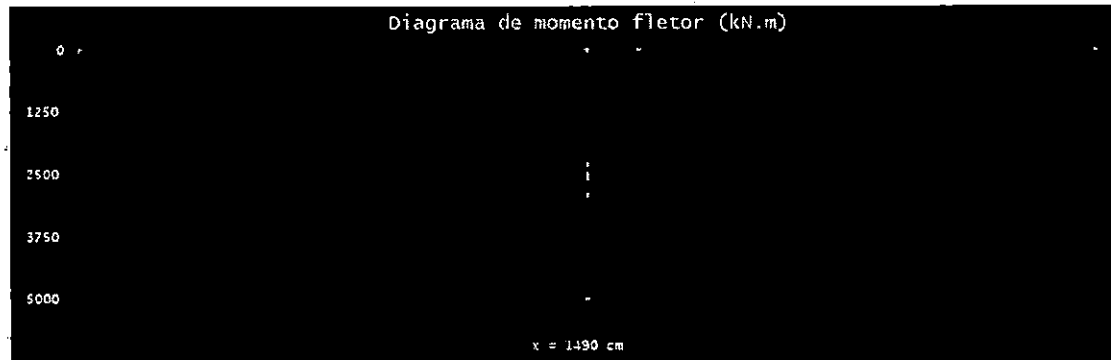 Diagrama de momento fletor (kN.m)
0
1250
2500
3750
5000
x = 1490 cm